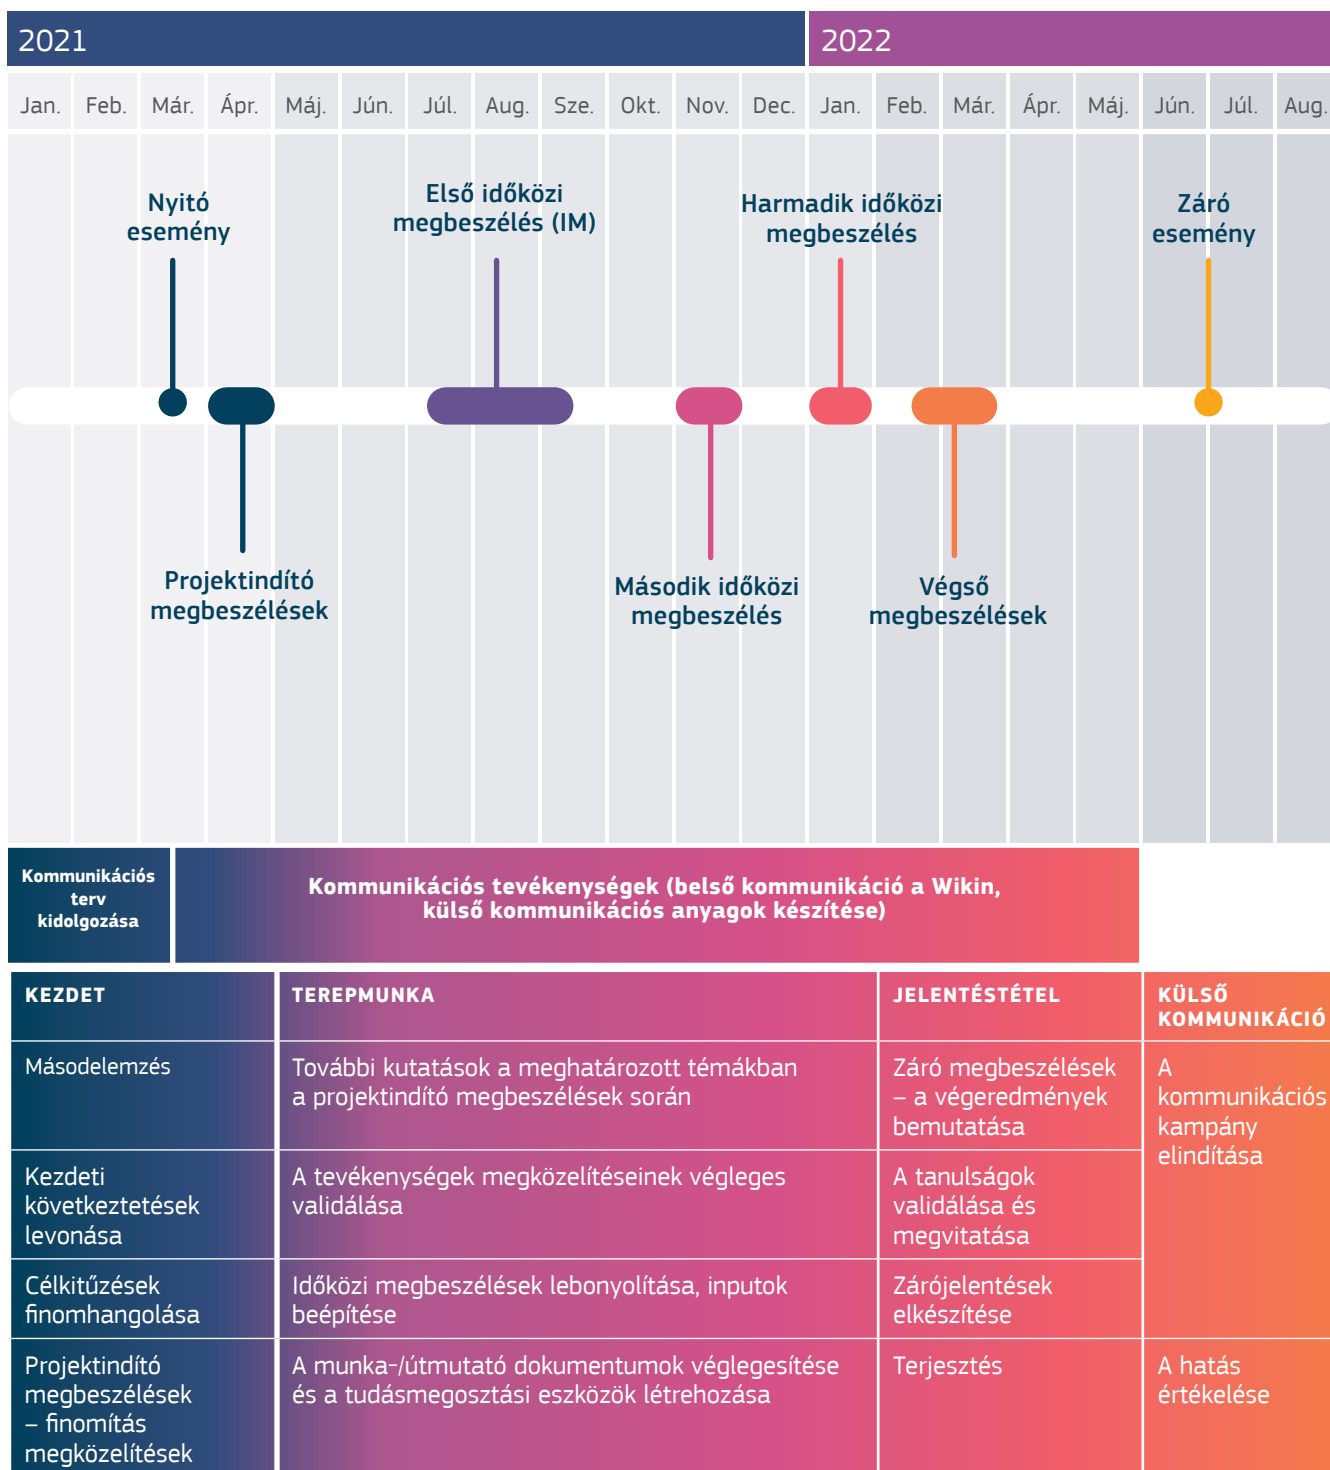 2021
2022
Jan. Feb. Már. Ápr. Máj. Jún. Júl. Aug. Sze. Okt. Nov. Dec. Jan. Feb. Már. Ápr. Máj. Jún. Júl. Aug.
Nyitó
esemény
Első időközi
megbeszélés (IM)
Harmadik időközi
megbeszélés
Záró
esemény
Projektindító
megbeszélések
Második időközi
megbeszélés
Végső
megbeszélések
Kommunikációs
terv
kidolgozása
Kommunikációs tevékenységek (belső kommunikáció a Wikin,
külső kommunikációs anyagok készítése)
KEZDET
TEREPMUNKA
JELENTÉSTÉTEL
KÜLSŐ
KOMMUNIKÁCIÓ
Másodelemzés
További kutatások a meghatározott témákban
a projektindító megbeszélések során
Záró megbeszélések
– a végeredmények
bemutatása
A
kommunikációs
kampány
elindítása
Kezdeti
következtetések
levonása
A tevékenységek megközelítéseinek végleges
validálása
A tanulságok
validálása és
megvitatása
Célkitűzések
finomhangolása
Időközi megbeszélések lebonyolítása, inputok
beépítése
Zárójelentések
elkészítése
Projektindító
megbeszélések
– finomítás
megközelítések
A munka-/útmutató dokumentumok véglegesítése
és a tudásmegosztási eszközök létrehozása
Terjesztés
A hatás
értékelése